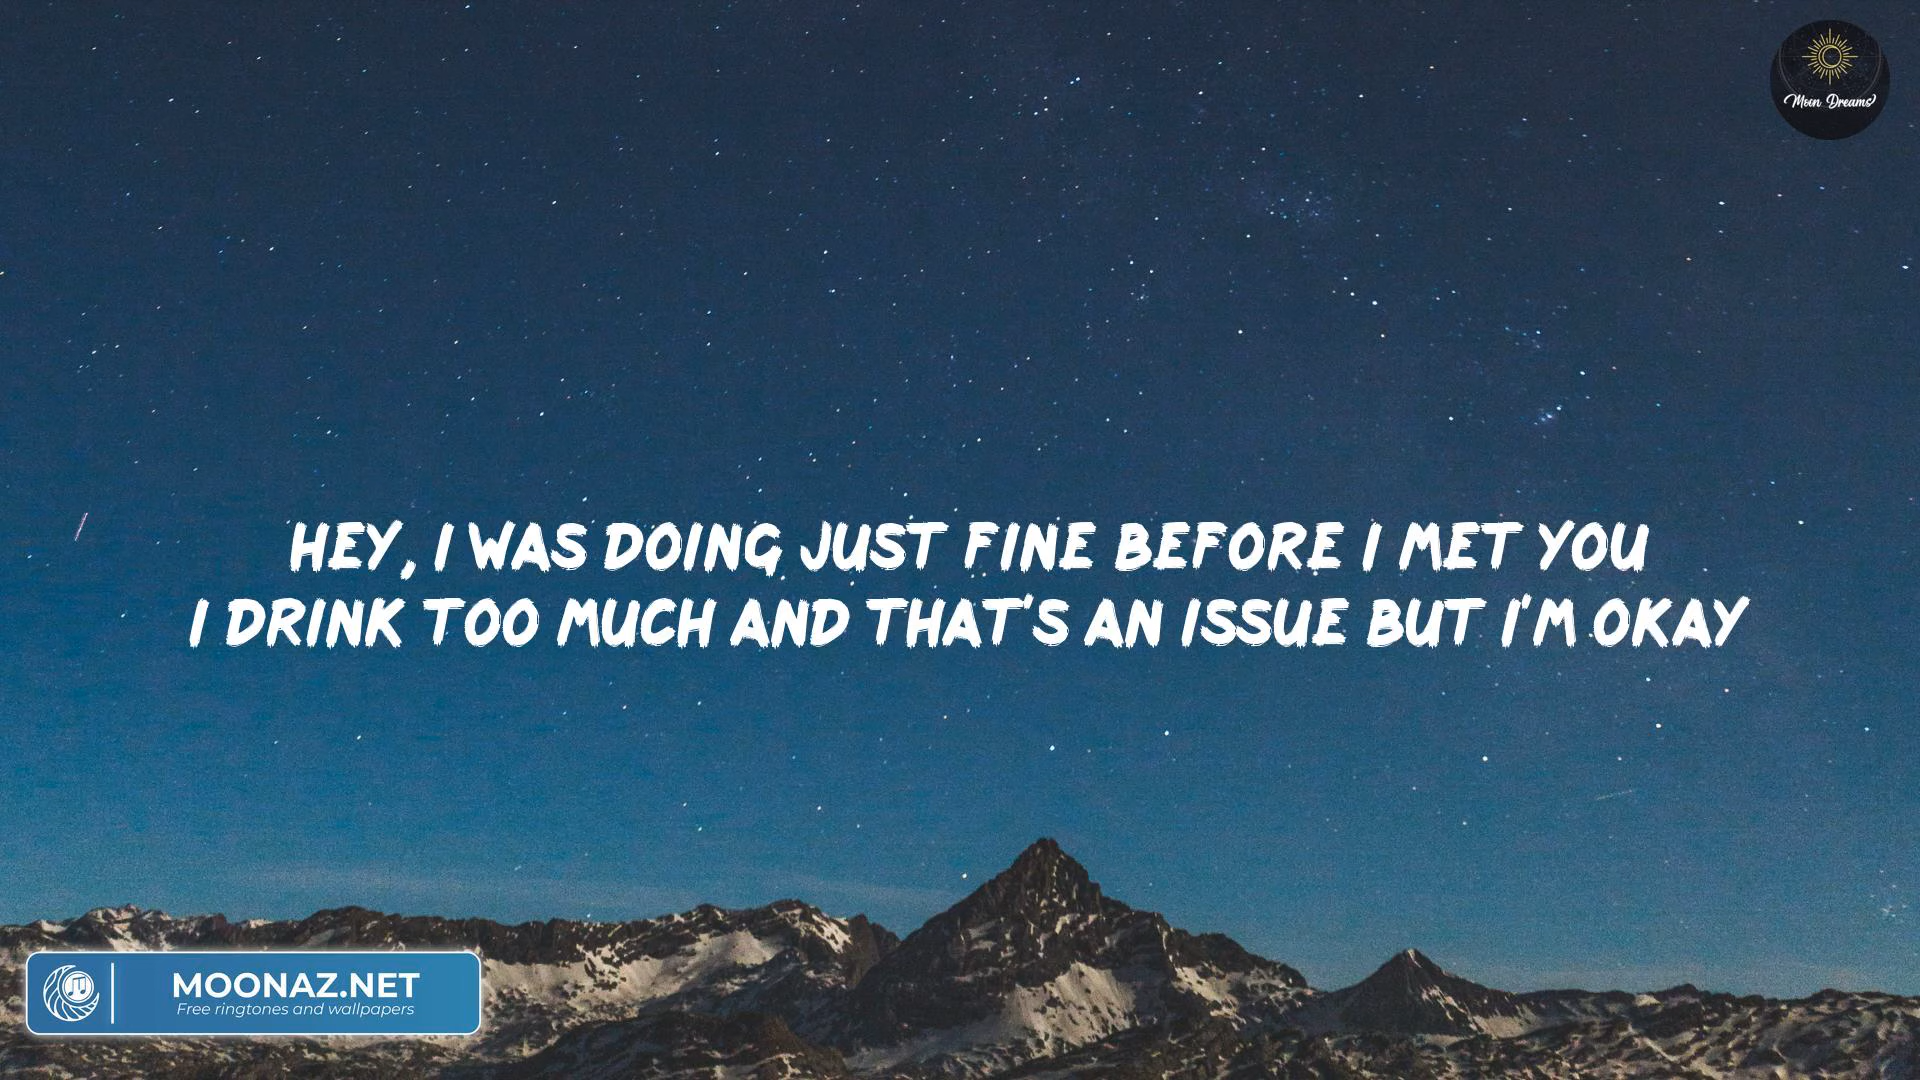 Moon Dreams
HEY, I WAS DOING JUST FINE BEFORE I MET YOU
I DRINK TOO MUCH AND THAT'S AN ISSUE BUT I'M OKAY
MOONAZ.NET
Free ringtones and wallpapers